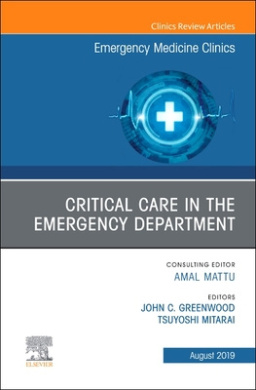 Clinics Review Articles
Emergency Medicine Clinics
CRITICAL CARE IN THE
EMERGENCY DEPARTMENT
CONSULTING EDITOR
AMAL MATTU
EDITORS
JOHN C. GREENWOOD
TSUYOSHI MITARAI
ELSEVIER
August 2019